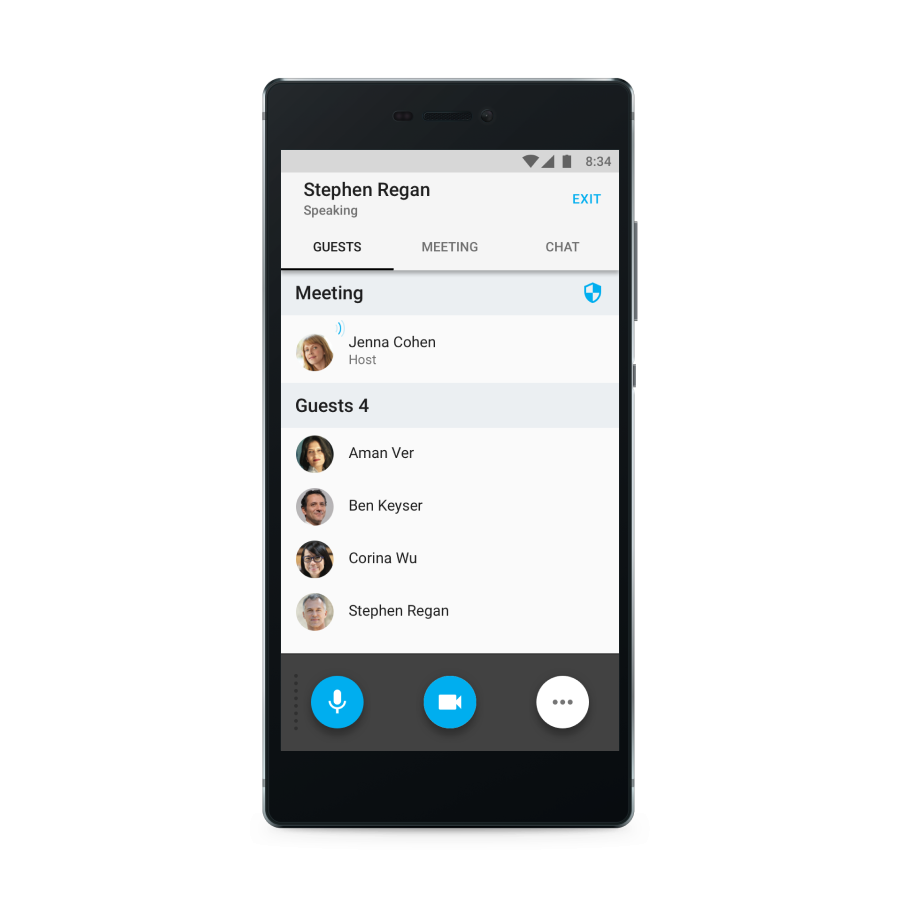 8:34
Stephen Regan
Speaking
EXIT
GUESTS MEETING CHAT
Meeting
Jenna Cohen
Host
Guests 4
Aman Ver
Ben Keyser
Corina Wu
Stephen Regan